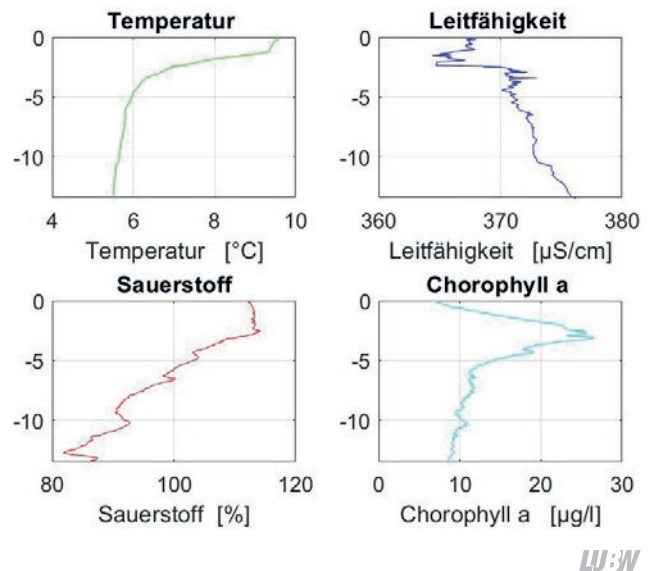 Temperatur
0
-5
-10
4 6 8 10
Temperatur [°C]
Leitfähigkeit
0
-5
-10
360 370 380
Leitfähigkeit [µS/cm]
Sauerstoff
0
-5
-10
80 100 120
Sauerstoff [%]
Chorophyll a
0
-5
-10
0 10 20 30
Chorophyll a [µg/l]
LUBW